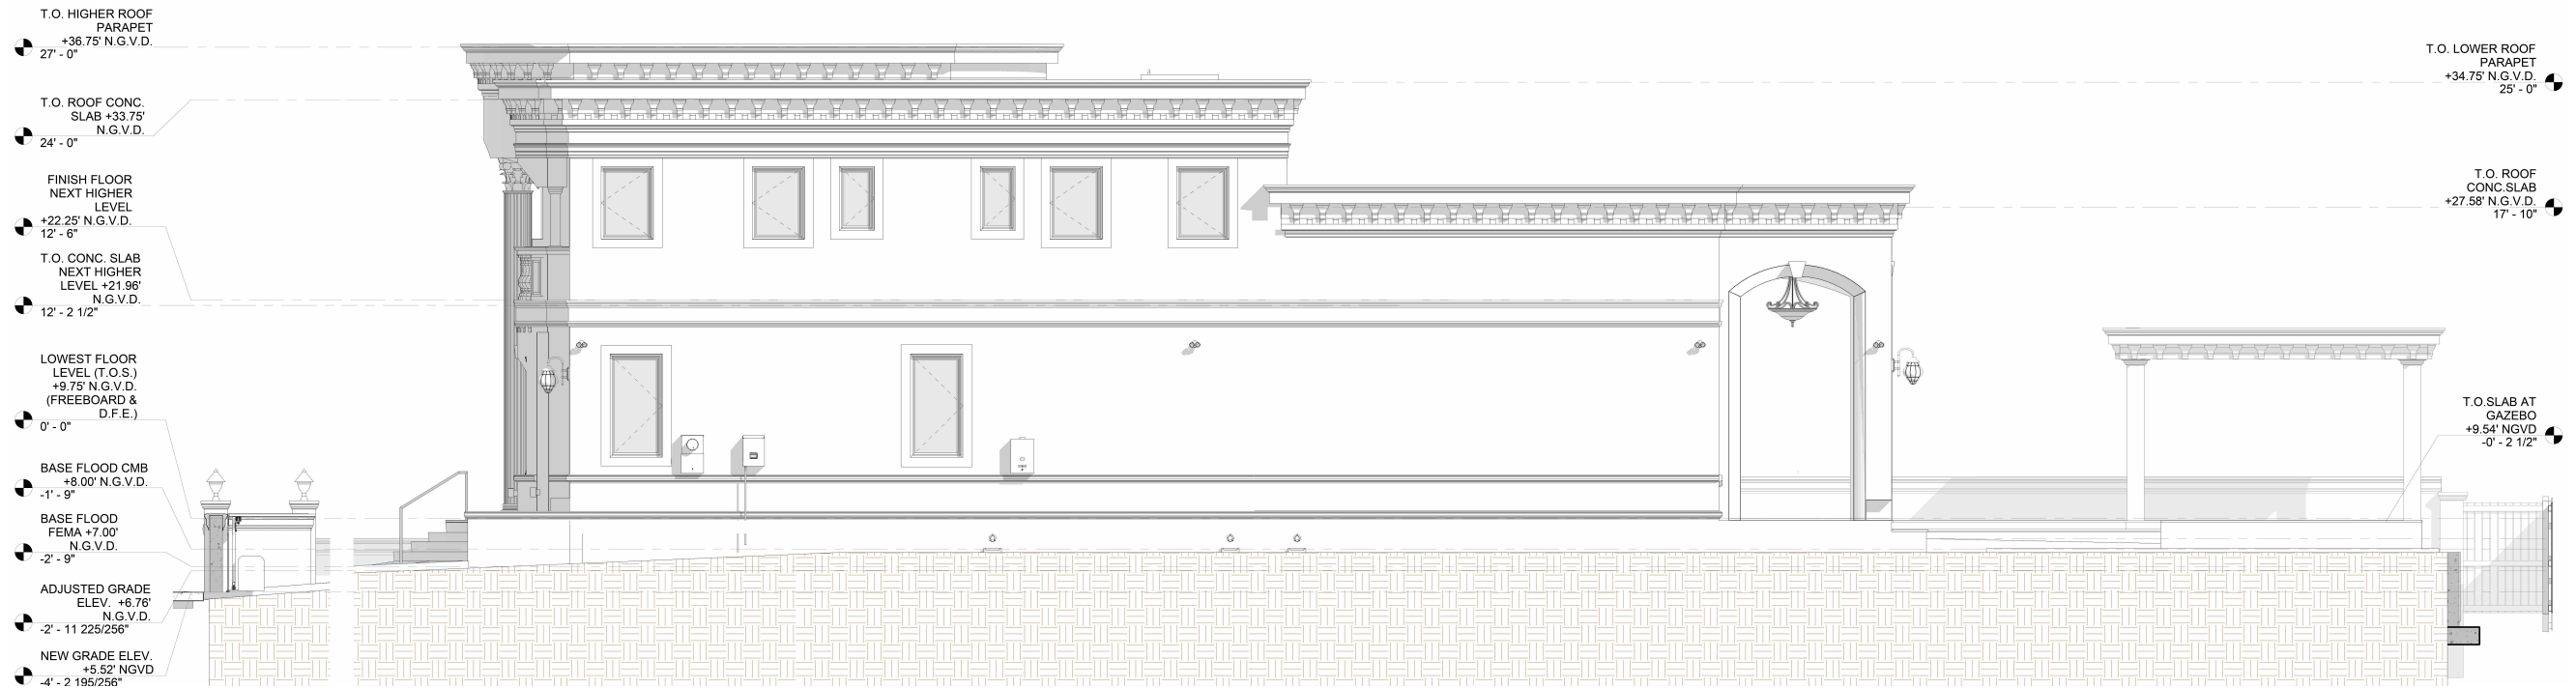 T.O. HIGHER ROOF
PARAPET
+36.75' N.G.V.D.
27' - 0"
T.O. ROOF CONC.
SLAB +33.75'
N.G.V.D.
24' - 0"
FINISH FLOOR
NEXT HIGHER
LEVEL
+22.25' N.G.V.D.
12' - 6"
T.O. CONC. SLAB
NEXT HIGHER
LEVEL +21.96'
N.G.V.D.
12' - 2 1/2"
LOWEST FLOOR
LEVEL (T.O.S.)
+9.75' N.G.V.D.
(FREEBOARD &
D.F.E.)
0' - 0"
BASE FLOOD CMB
+8.00' N.G.V.D.
-1' - 9"
BASE FLOOD
FEMA +7.00'
N.G.V.D.
-2' - 9"
ADJUSTED GRADE
ELEV. +6.76'
N.G.V.D.
-2' - 11 225/256"
NEW GRADE ELEV.
+5.52' NGVD
-4' - 2 195/256"
T.O. LOWER ROOF
PARAPET
+34.75' N.G.V.D.
25' - 0"
T.O. ROOF
CONC.SLAB
+27.58' N.G.V.D.
17' - 10"
T.O.SLAB AT
GAZEBO
+9.54' NGVD
-0' - 2 1/2"